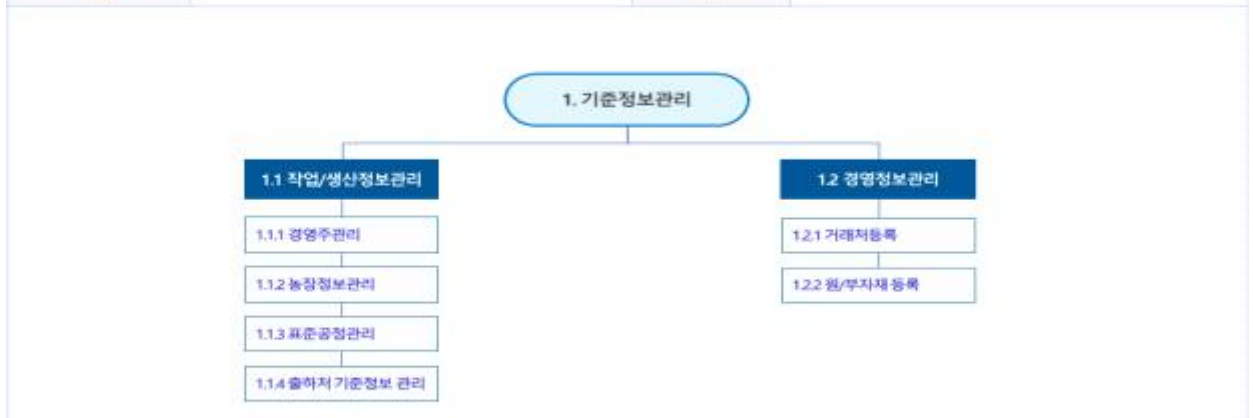 1. 기준정보관리
1.1 작업/생산정보관리
1.1.1 경영주관리
1.1.2 농장정보관리
1.1.3 표준공정관리
1.1.4 출하처 기준정보 관리
1.2 경영정보관리
1.2.1 거래처등록
1.2.2 원/부자재 등록